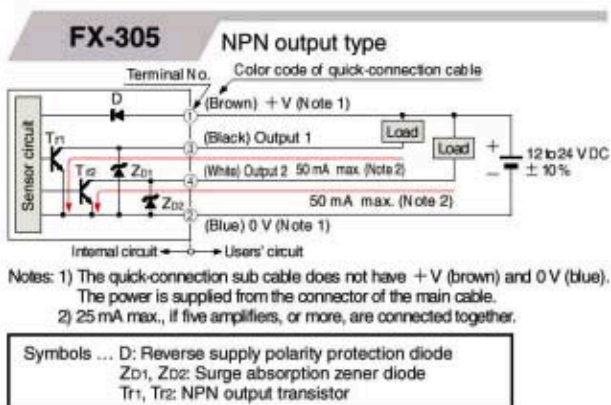 FX-305 NPN output type
Terminal No. Color code of quick-connection cable
D
① (Brown) +V (Note 1)
Sensor circuit
Tr1
③ (Black) Output 1
Load
Load
+
12 to 24 V DC
± 10 %
−
Tr2
ZD1
④ (White) Output 2 50 mA max. (Note 2)
ZD2
50 mA max. (Note 2)
② (Blue) 0 V (Note 1)
Internal circuit Users' circuit
Notes: 1) The quick-connection sub cable does not have +V (brown) and 0 V (blue).
The power is supplied from the connector of the main cable.
2) 25 mA max., if five amplifiers, or more, are connected together.
Symbols ... D: Reverse supply polarity protection diode
ZD1, ZD2: Surge absorption zener diode
Tr1, Tr2: NPN output transistor